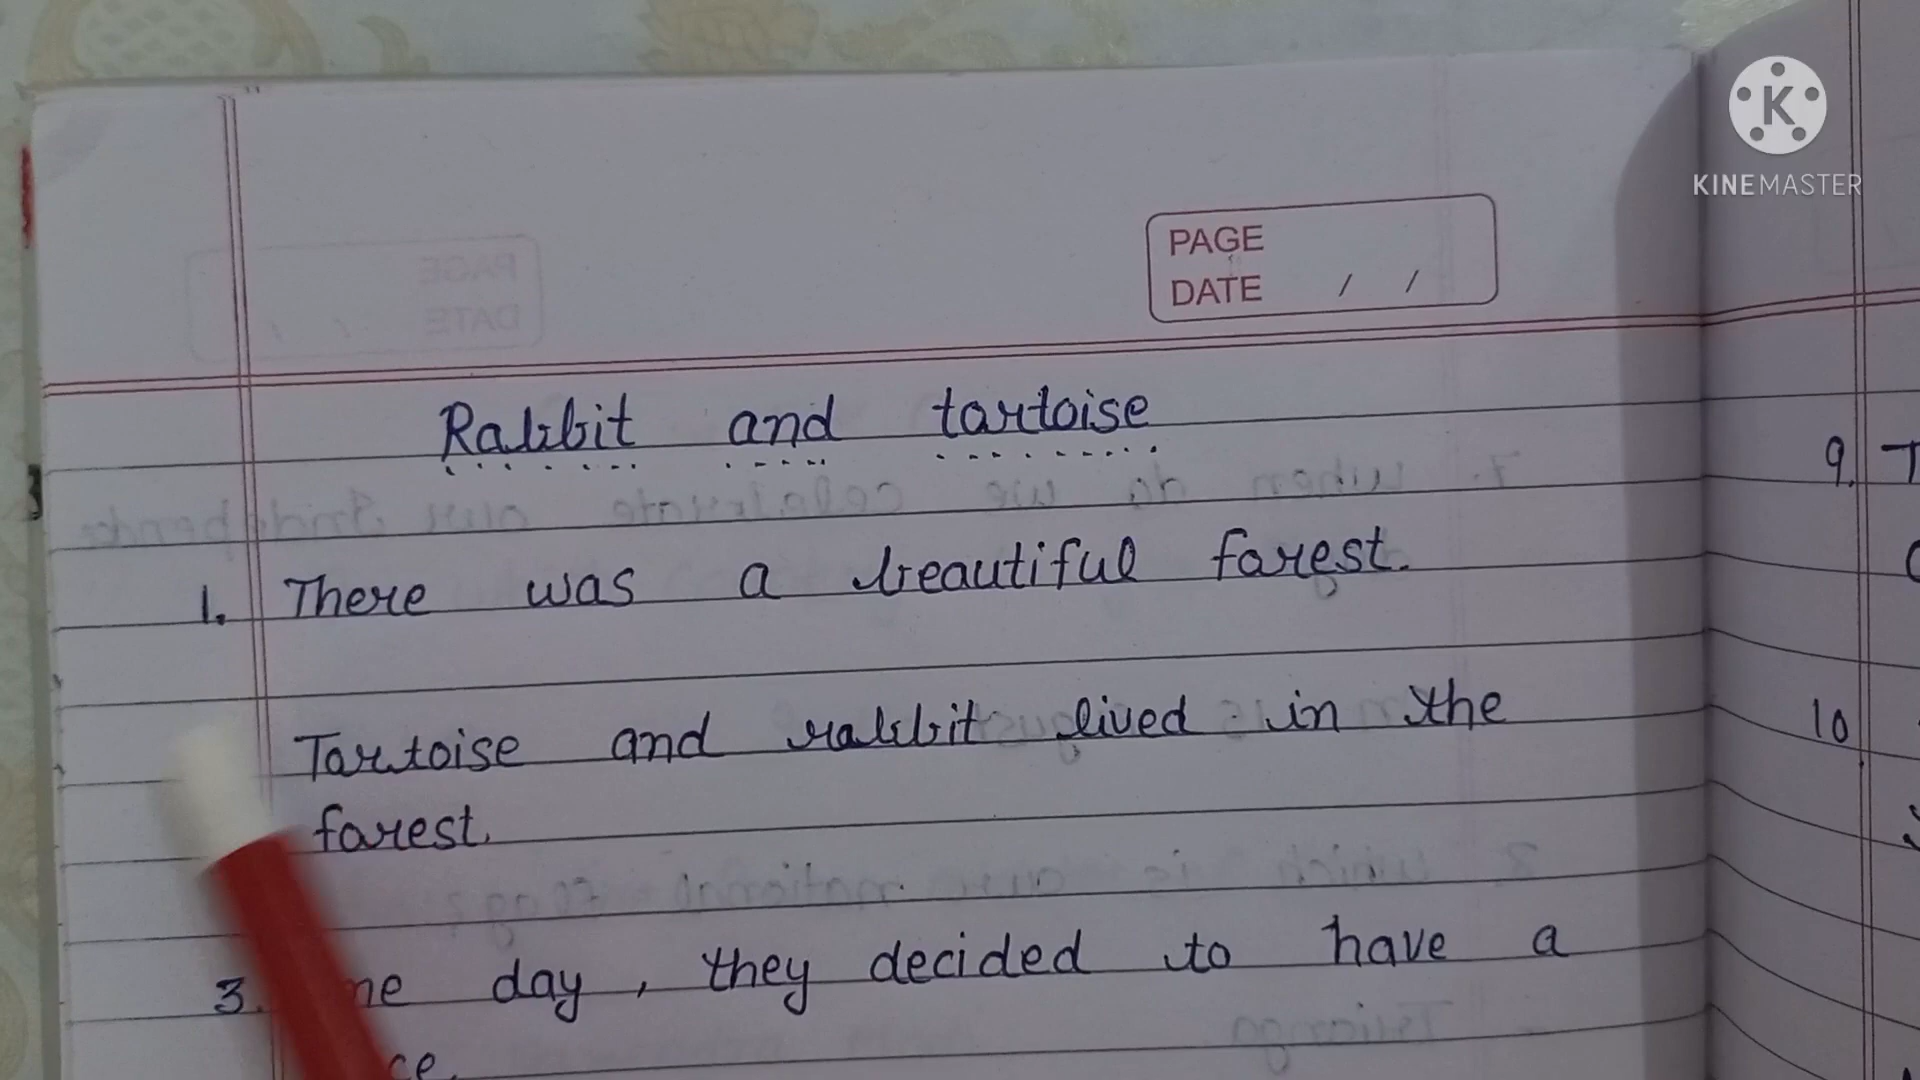 KINEMASTER
PAGE
DATE / /
Rabbit and tartoise
1. There was a beautiful farest.
Tartoise and rabbit lived in the
farest.
3. day, they decided to have a
9.
10